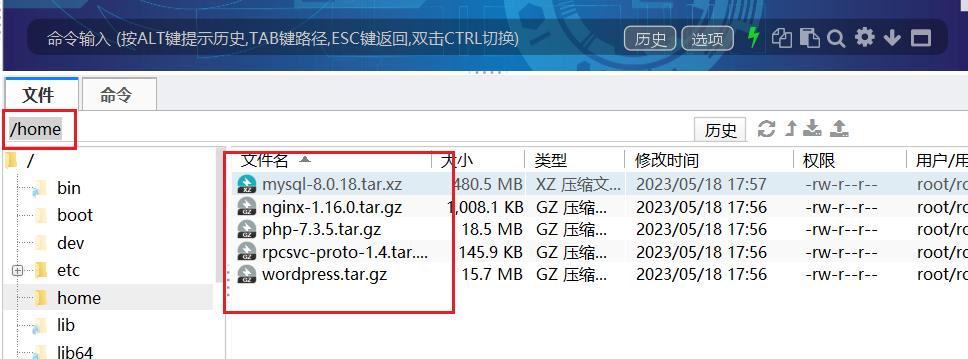 命令输入 (按ALT键提示历史,TAB键路径,ESC键返回,双击CTRL切换) 历史 选项
文件 命令
/home 历史
/
bin
boot
dev
etc
home
lib
lib64
文件名 大小 类型 修改时间 权限 用户/用
mysql-8.0.18.tar.xz 480.5 MB XZ 压缩文... 2023/05/18 17:57 -rw-r--r-- root/ro
nginx-1.16.0.tar.gz 1,008.1 KB GZ 压缩... 2023/05/18 17:56 -rw-r--r-- root/ro
php-7.3.5.tar.gz 18.5 MB GZ 压缩... 2023/05/18 17:56 -rw-r--r-- root/ro
rpcsvc-proto-1.4.tar.... 145.9 KB GZ 压缩... 2023/05/18 17:56 -rw-r--r-- root/ro
wordpress.tar.gz 15.7 MB GZ 压缩... 2023/05/18 17:56 -rw-r--r-- root/ro